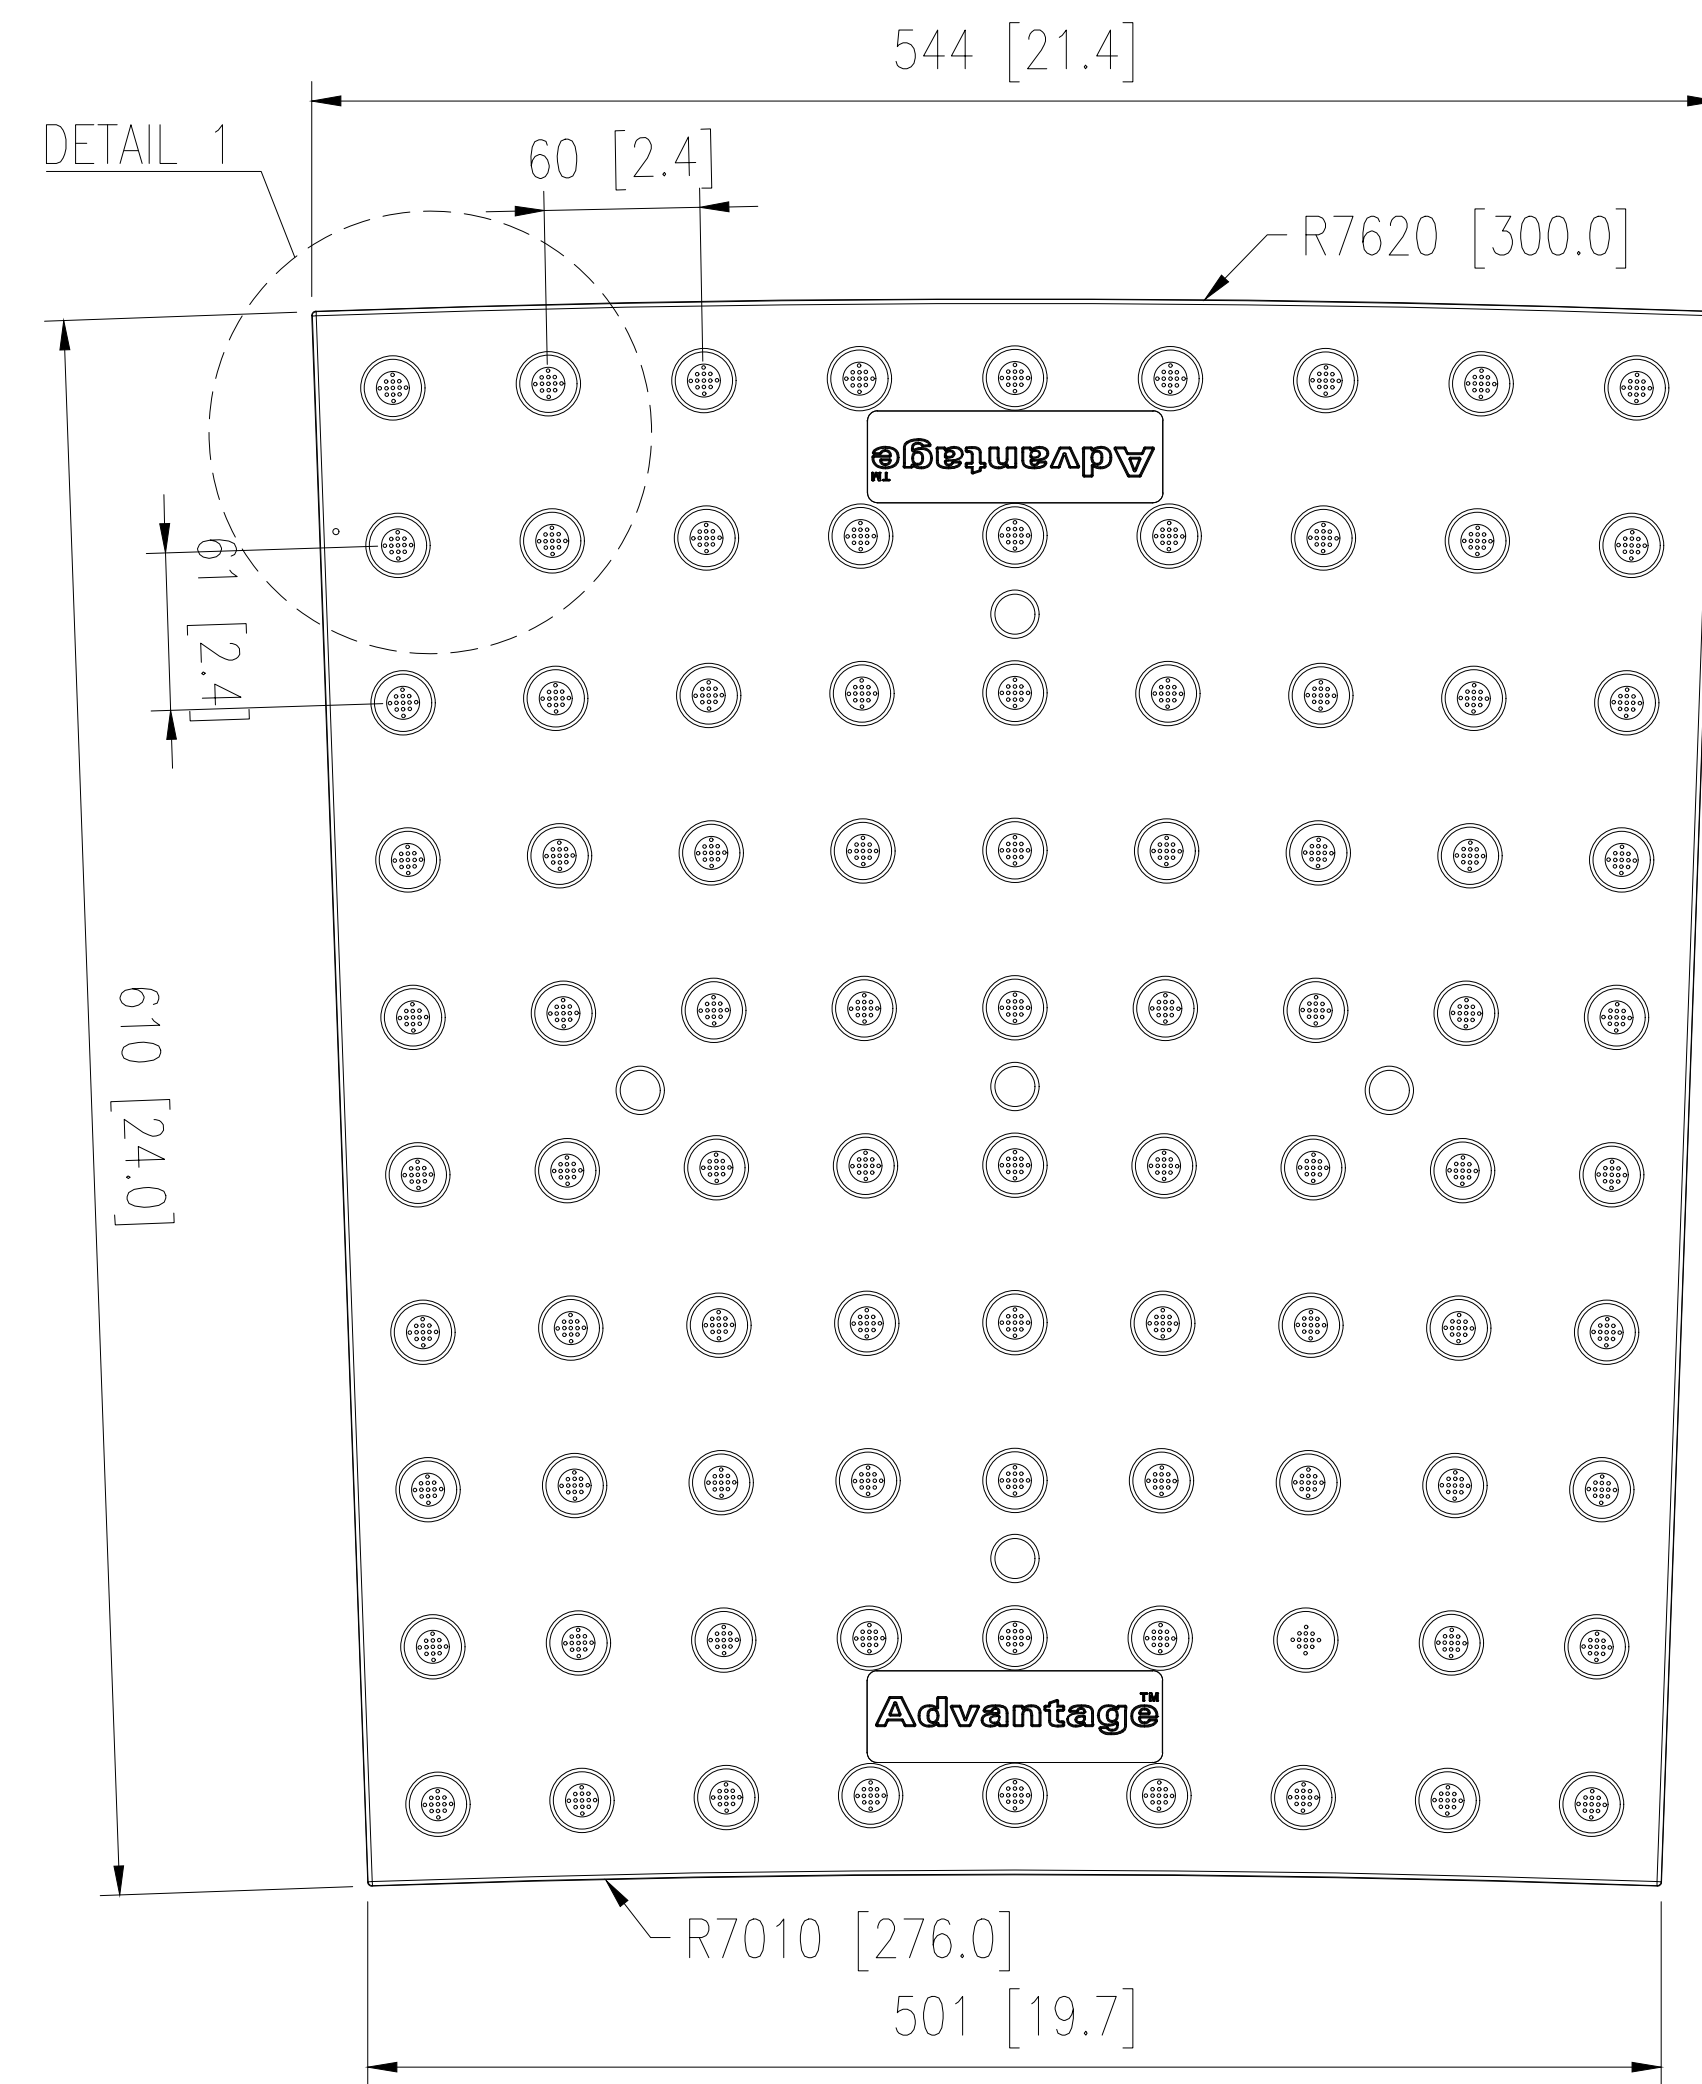 544 [21.4]
DETAIL 1
60 [2.4]
R7620 [300.0]
Advantage™
61 [2.4]
610 [24.0]
Advantage™
R7010 [276.0]
501 [19.7]